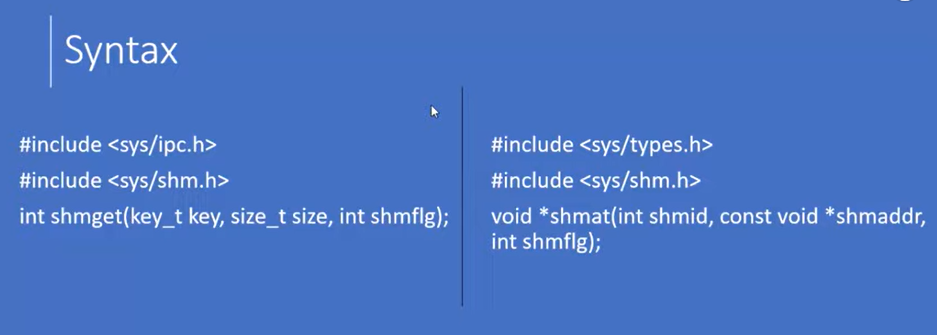 Syntax
#include <sys/ipc.h>
#include <sys/shm.h>
int shmget(key_t key, size_t size, int shmflg);
#include <sys/types.h>
#include <sys/shm.h>
void *shmat(int shmid, const void *shmaddr,
int shmflg);